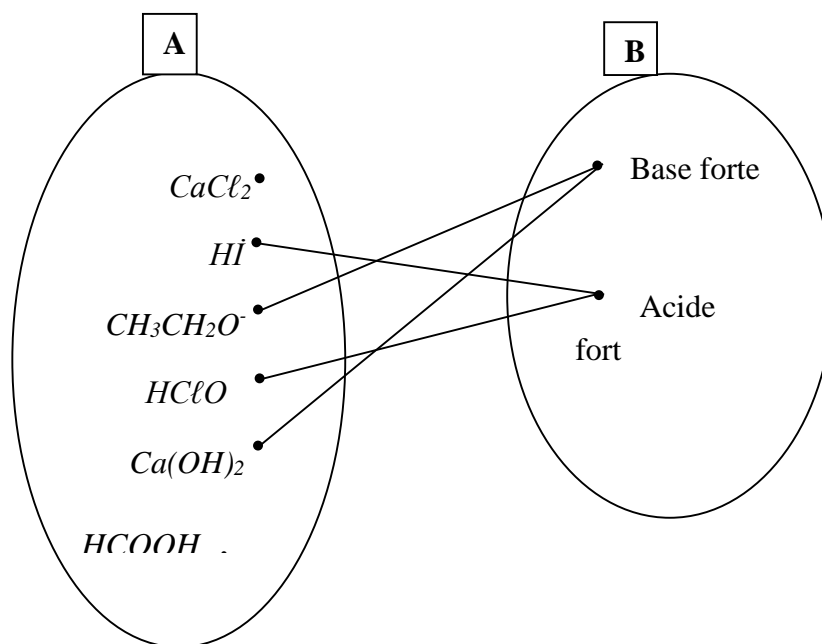 A
B
CaCℓ₂
Base forte
Hİ
CH₃CH₂O⁻
Acide
fort
HCℓO
Ca(OH)₂
HCOOH